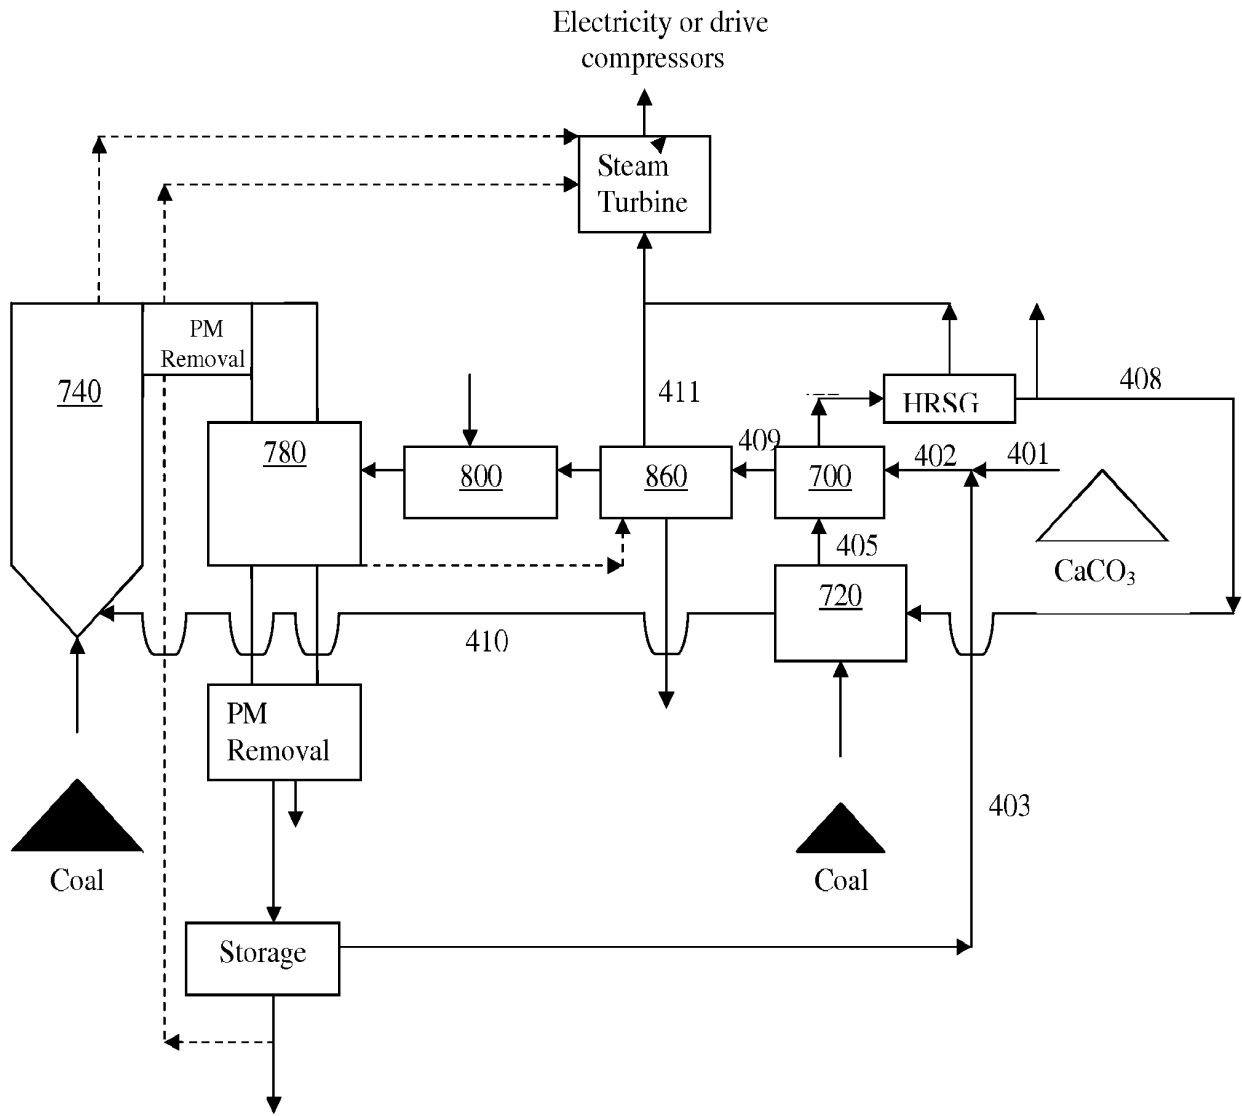 Electricity or drive
compressors
Steam
Turbine
PM
Removal
740
411
408
HRSG
780
409
402
401
800
860
700
405
CaCO3
720
410
PM
Removal
403
Coal
Coal
Storage